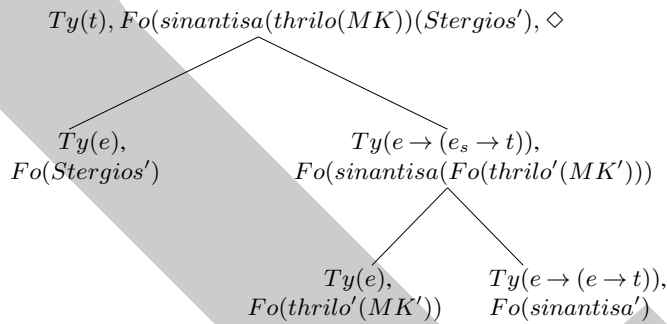 Ty(t), Fo(sinantisa(thrilo(MK))(Stergios′), ◇
Ty(e),
Fo(Stergios′)
Ty(e → (eₛ → t)),
Fo(sinantisa(Fo(thrilo′(MK′)))
Ty(e),
Fo(thrilo′(MK′))
Ty(e → (e → t)),
Fo(sinantisa′)